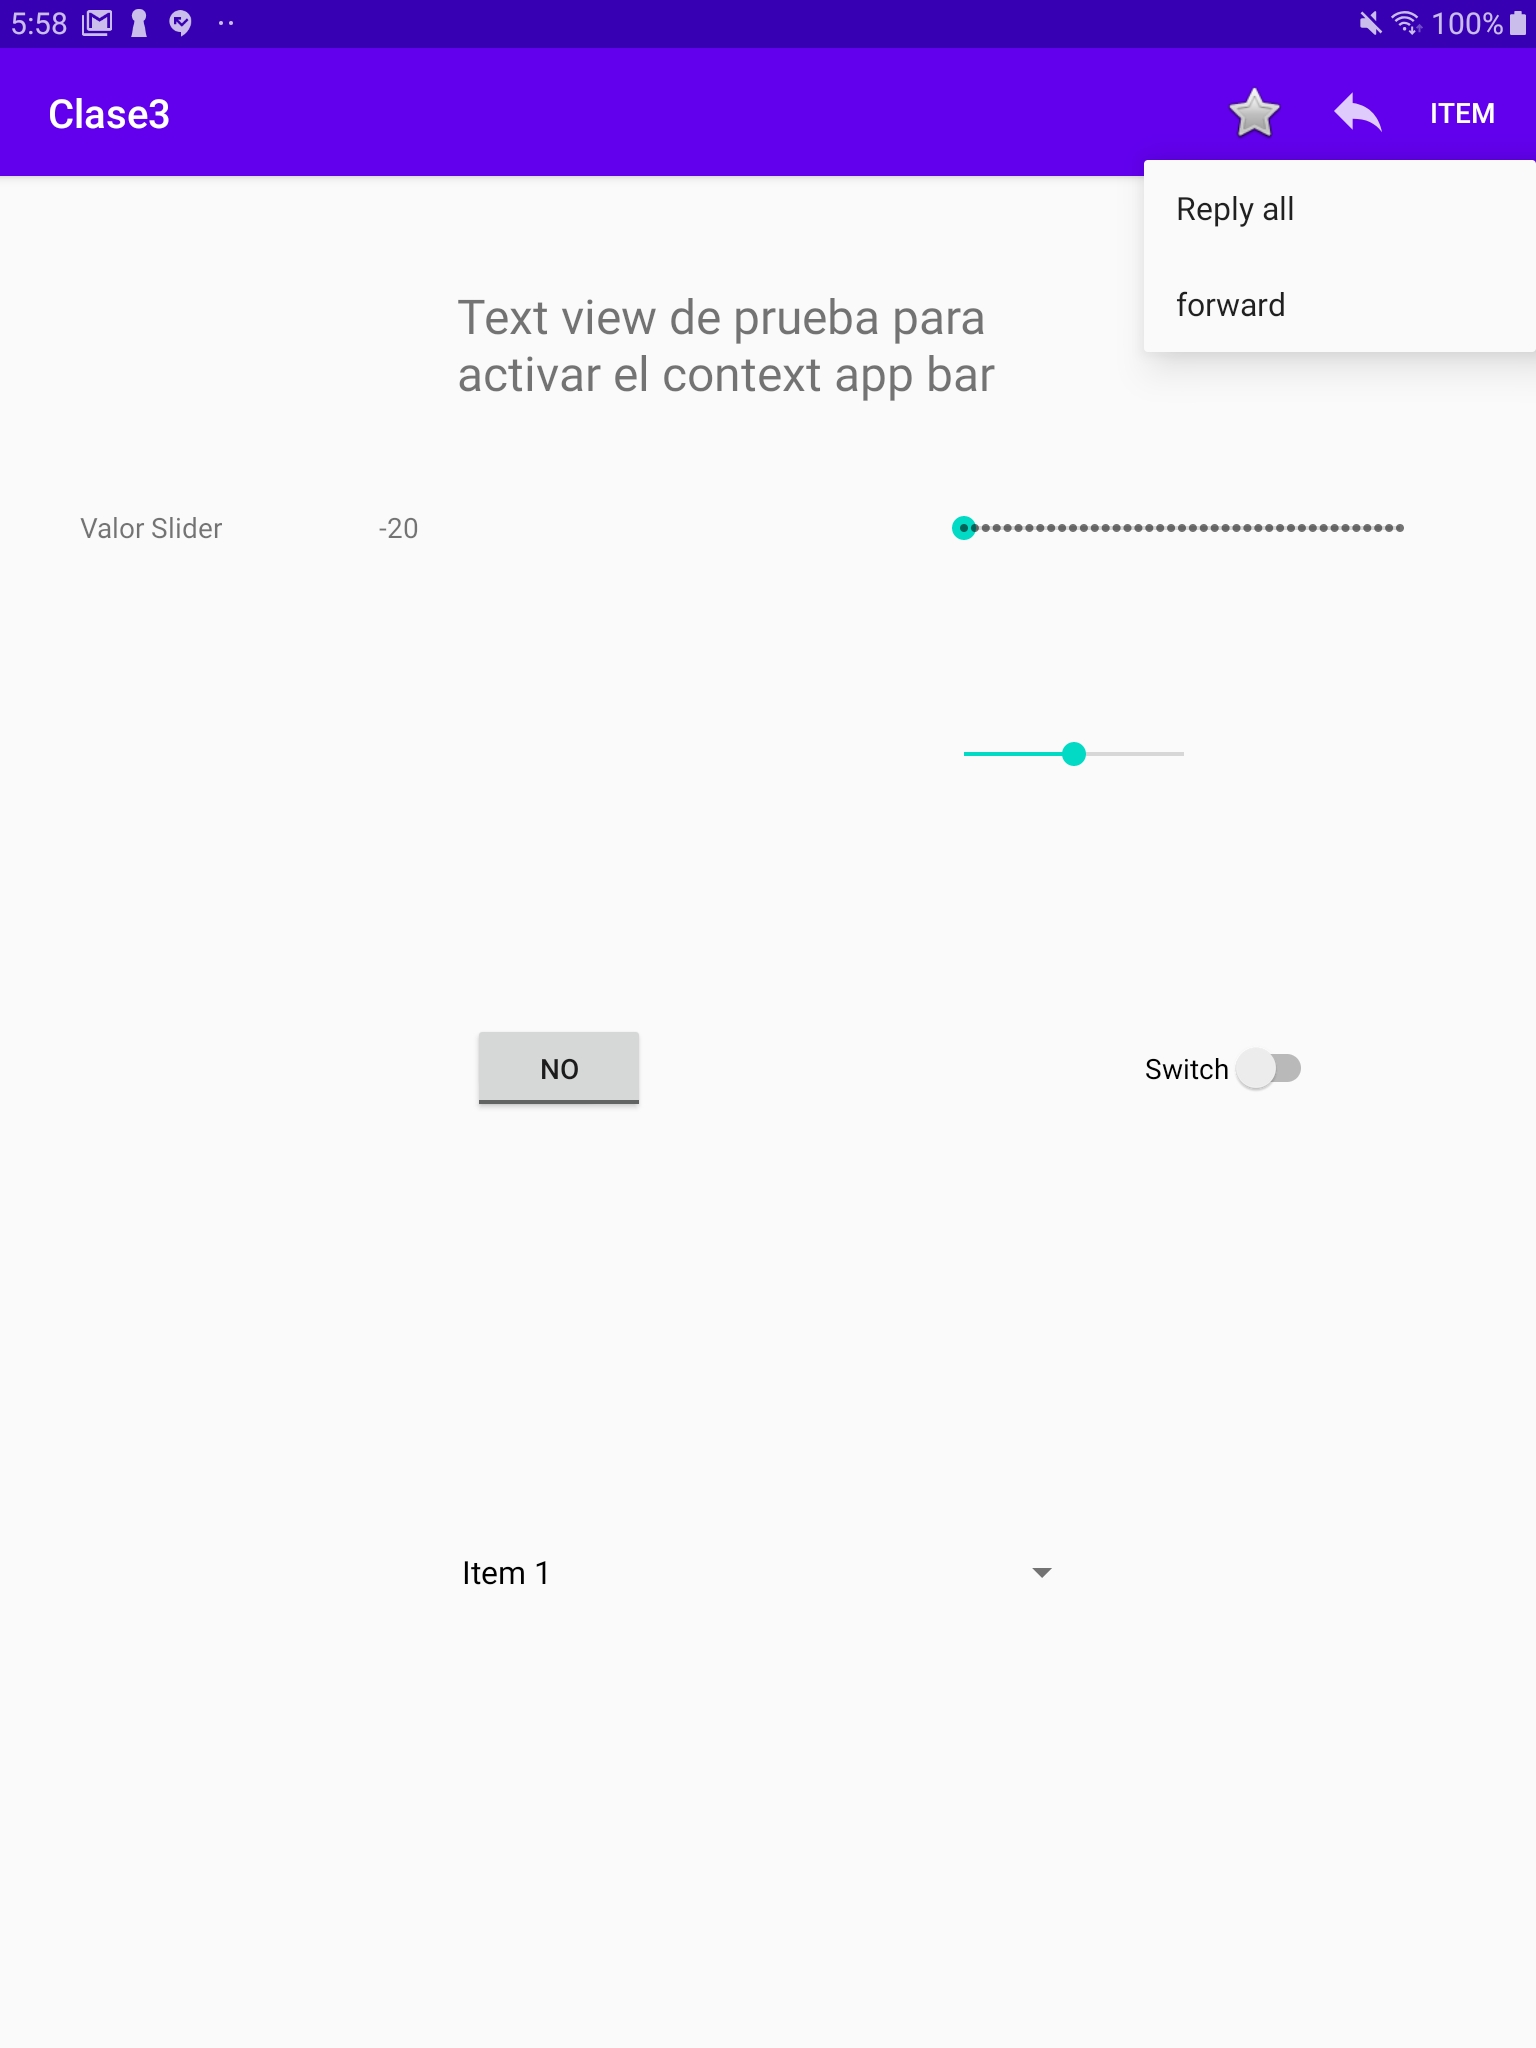 5:58 100%
Clase3 ITEM
Reply all
forward
Text view de prueba para
activar el context app bar
Valor Slider -20
NO Switch
Item 1